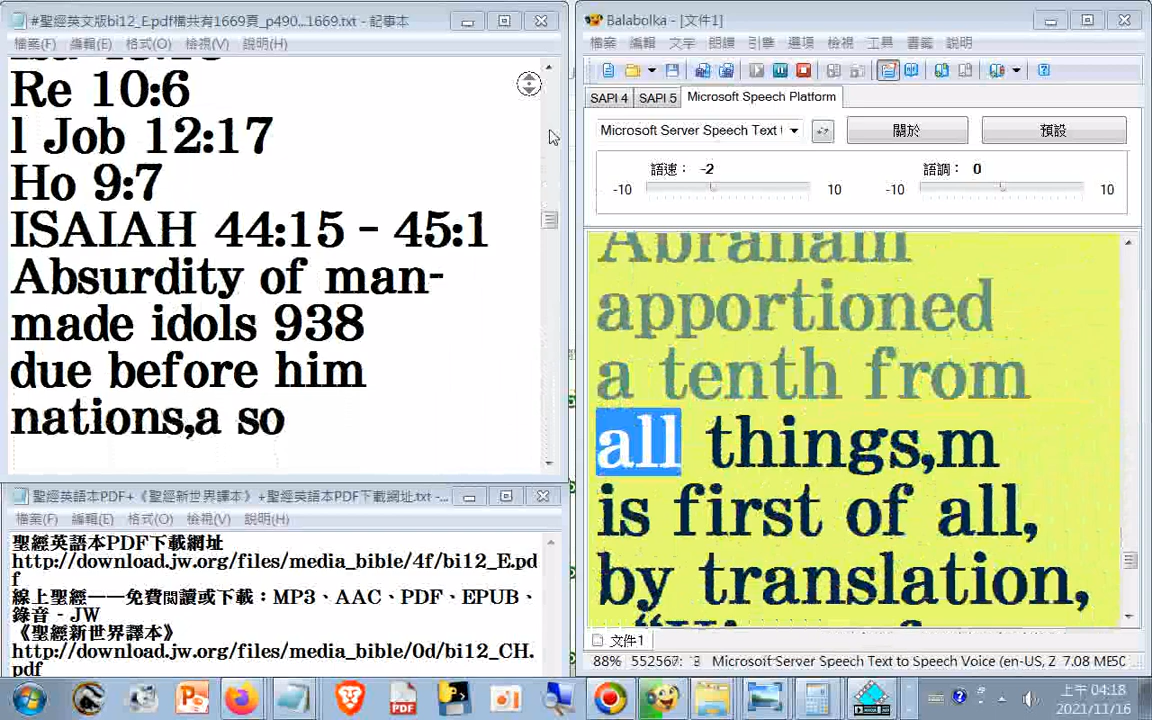 #聖經英文版bi12_E.pdf檔共有1669頁_p490...1669.txt - 記事本
檔案(F) 編輯(E) 格式(O) 檢視(V) 說明(H)
Re 10:6
l Job 12:17
Ho 9:7
ISAIAH 44:15 - 45:1
Absurdity of man-
made idols 938
due before him
nations,a so
聖經英語本PDF+《聖經新世界譯本》+聖經英語本PDF下載網址.txt -...
檔案(F) 編輯(E) 格式(O) 檢視(V) 說明(H)
聖經英語本PDF下載網址
http://download.jw.org/files/media_bible/4f/bi12_E.pd
f
線上聖經——免費閱讀或下載：MP3、AAC、PDF、EPUB、
錄音 - JW
《聖經新世界譯本》
http://download.jw.org/files/media_bible/0d/bi12_CH.
pdf
Balabolka - [文件1]
檔案 編輯 文字 朗讀 引擎 選項 檢視 工具 書籤 說明
SAPI 4 SAPI 5 Microsoft Speech Platform
Microsoft Server Speech Text 關於 預設
語速： -2 語調： 0
-10 10 -10 10
Abraham
apportioned
a tenth from
all things,m
is first of all,
by translation,
文件1
88% 552567: Microsoft Server Speech Text to Speech Voice (en-US, Z 7.08 ME
上午 04:18
2021/11/16